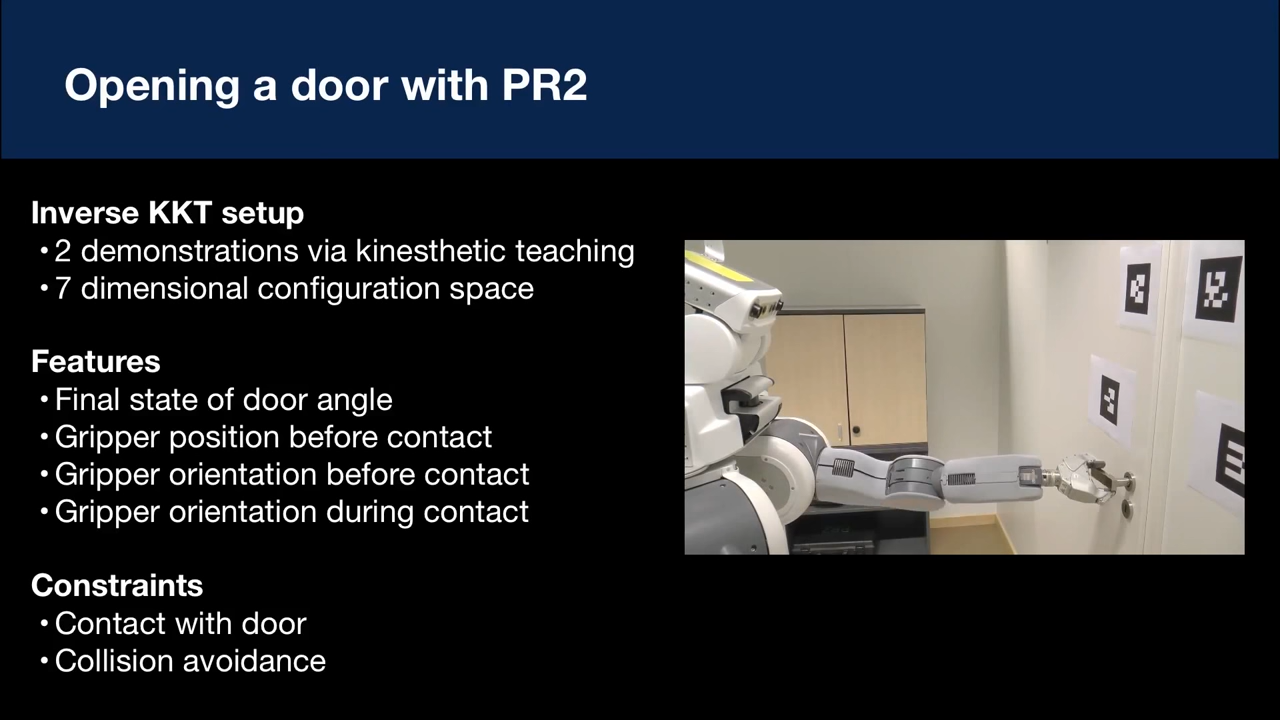 Opening a door with PR2
Inverse KKT setup
• 2 demonstrations via kinesthetic teaching
• 7 dimensional configuration space
Features
• Final state of door angle
• Gripper position before contact
• Gripper orientation before contact
• Gripper orientation during contact
Constraints
• Contact with door
• Collision avoidance